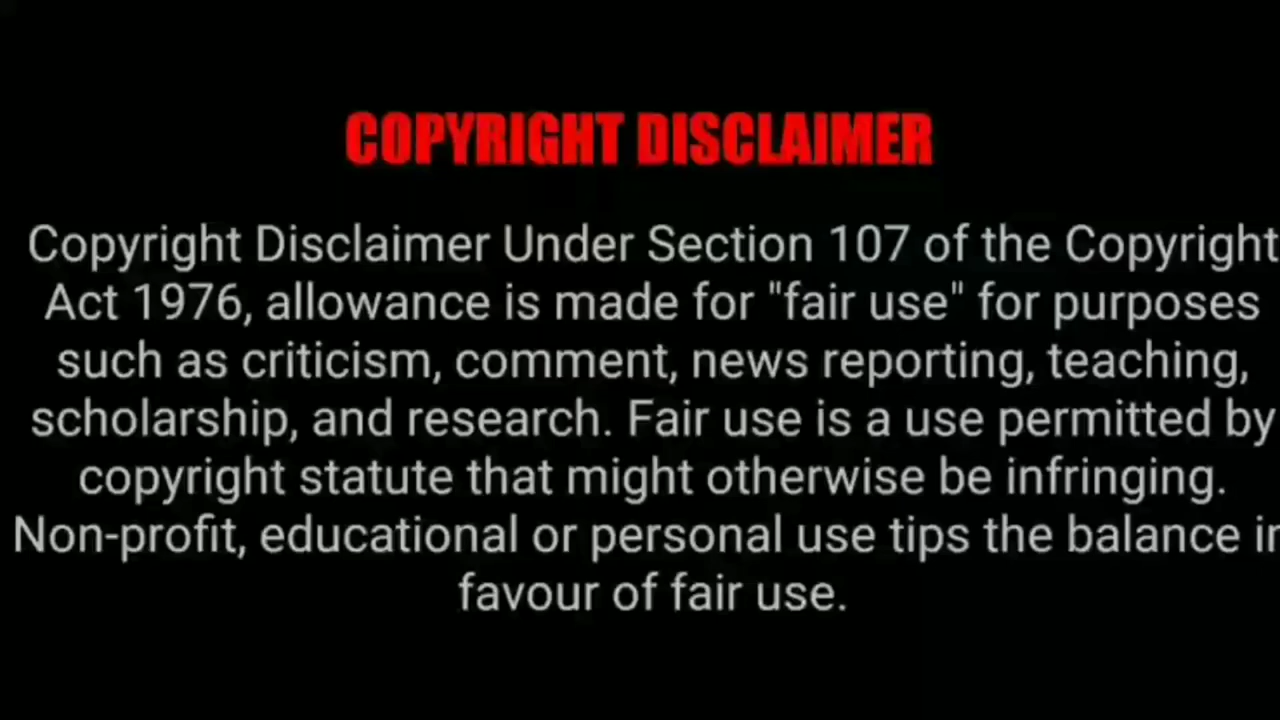 COPYRIGHT DISCLAIMER
Copyright Disclaimer Under Section 107 of the Copyright
Act 1976, allowance is made for "fair use" for purposes
such as criticism, comment, news reporting, teaching,
scholarship, and research. Fair use is a use permitted by
copyright statute that might otherwise be infringing.
Non-profit, educational or personal use tips the balance in
favour of fair use.